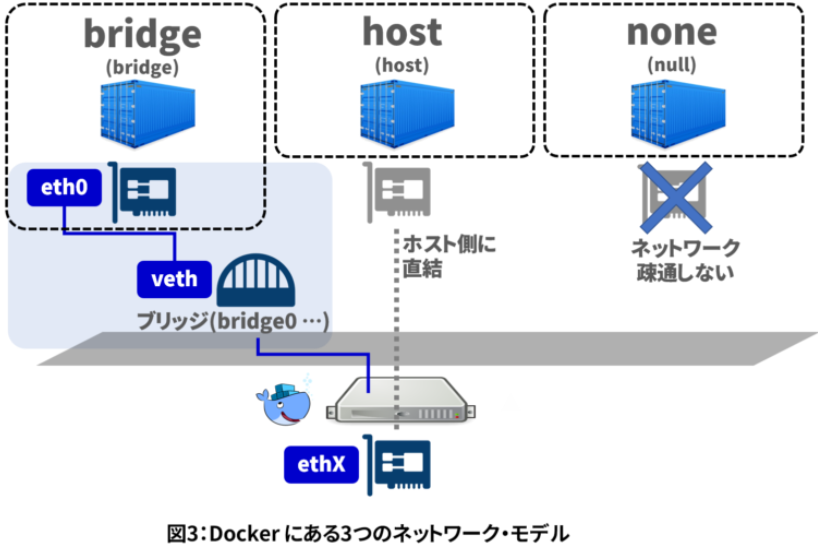 bridge
(bridge)
host
(host)
none
(null)
eth0
veth
ブリッジ(bridge0 …)
ホスト側に
直結
ネットワーク
疎通しない
ethX
図3：Docker にある3つのネットワーク・モデル